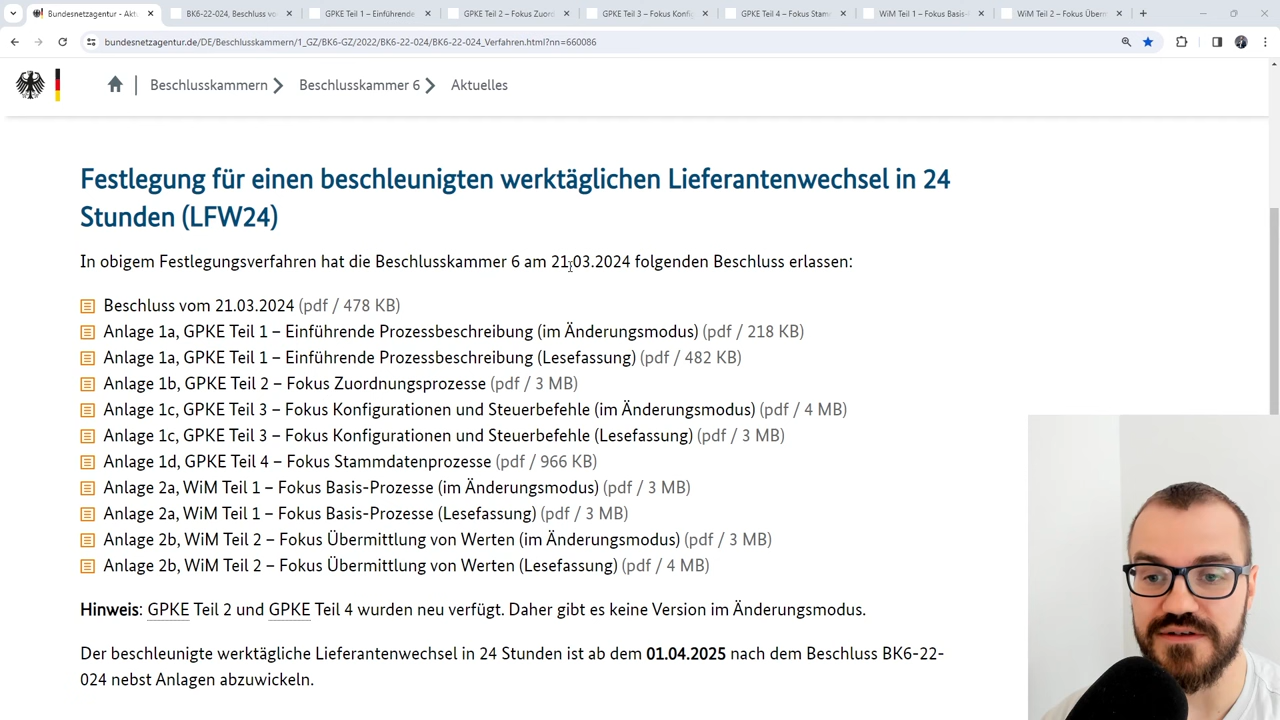 Bundesnetzagentur - Ak
BK6-22-024, Beschluss vo
GPKE Teil 1 – Einführende
GPKE Teil 2 – Fokus Zuord
GPKE Teil 3 – Fokus Konfi
GPKE Teil 4 – Fokus Stam
WiM Teil 1 – Fokus Basis-
WiM Teil 2 – Fokus Überm
bundesnetzagentur.de/DE/Beschlusskammern/1_GZ/BK6-GZ/2022/BK6-22-024/BK6-22-024_Verfahren.html?nn=660086
Beschlusskammern
Beschlusskammer 6
Aktuelles
Festlegung für einen beschleunigten werktäglichen Lieferantenwechsel in 24
Stunden (LFW24)
In obigem Festlegungsverfahren hat die Beschlusskammer 6 am 21.03.2024 folgenden Beschluss erlassen:
Beschluss vom 21.03.2024 (pdf / 478 KB)
Anlage 1a, GPKE Teil 1 – Einführende Prozessbeschreibung (im Änderungsmodus) (pdf / 218 KB)
Anlage 1a, GPKE Teil 1 – Einführende Prozessbeschreibung (Lesefassung) (pdf / 482 KB)
Anlage 1b, GPKE Teil 2 – Fokus Zuordnungsprozesse (pdf / 3 MB)
Anlage 1c, GPKE Teil 3 – Fokus Konfigurationen und Steuerbefehle (im Änderungsmodus) (pdf / 4 MB)
Anlage 1c, GPKE Teil 3 – Fokus Konfigurationen und Steuerbefehle (Lesefassung) (pdf / 3 MB)
Anlage 1d, GPKE Teil 4 – Fokus Stammdatenprozesse (pdf / 966 KB)
Anlage 2a, WiM Teil 1 – Fokus Basis-Prozesse (im Änderungsmodus) (pdf / 3 MB)
Anlage 2a, WiM Teil 1 – Fokus Basis-Prozesse (Lesefassung) (pdf / 3 MB)
Anlage 2b, WiM Teil 2 – Fokus Übermittlung von Werten (im Änderungsmodus) (pdf / 3 MB)
Anlage 2b, WiM Teil 2 – Fokus Übermittlung von Werten (Lesefassung) (pdf / 4 MB)
Hinweis: GPKE Teil 2 und GPKE Teil 4 wurden neu verfügt. Daher gibt es keine Version im Änderungsmodus.
Der beschleunigte werktägliche Lieferantenwechsel in 24 Stunden ist ab dem 01.04.2025 nach dem Beschluss BK6-22-
024 nebst Anlagen abzuwickeln.